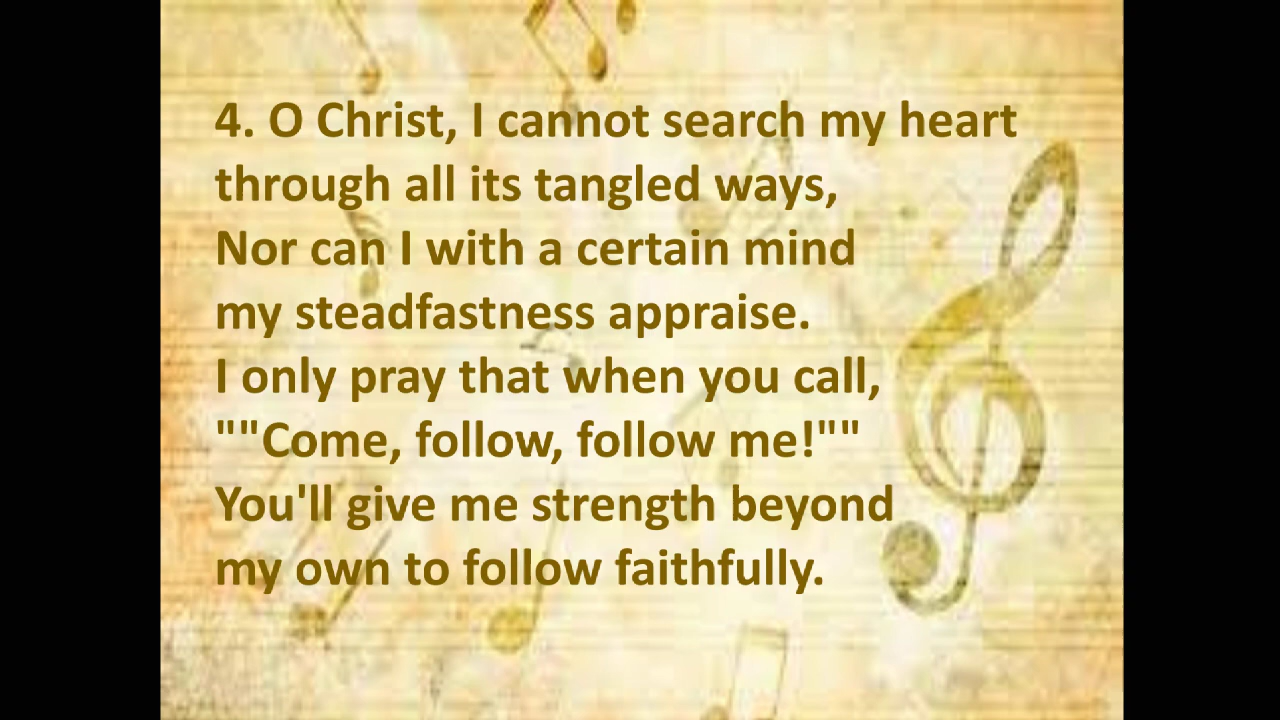 4. O Christ, I cannot search my heart
through all its tangled ways,
Nor can I with a certain mind
my steadfastness appraise.
I only pray that when you call,
""Come, follow, follow me!""
You'll give me strength beyond
my own to follow faithfully.